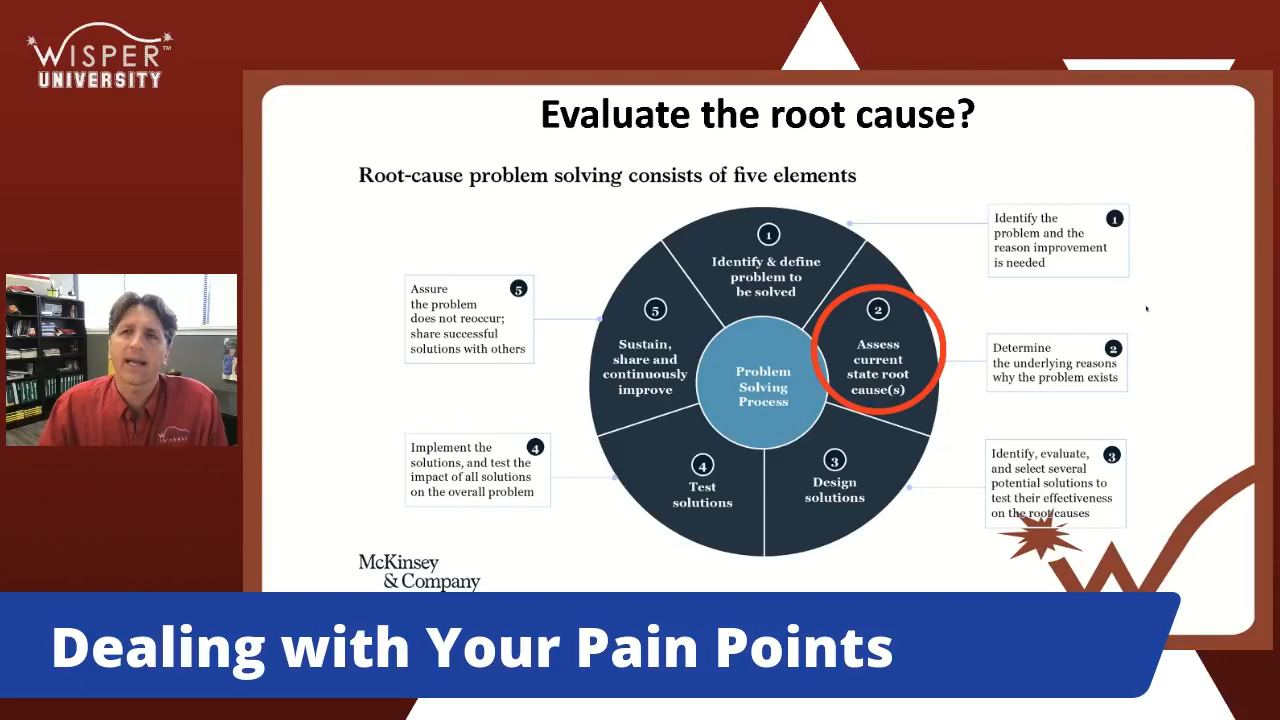 WISPER™
UNIVERSITY
Evaluate the root cause?
Root-cause problem solving consists of five elements
1
Identify & define
problem to
be solved
2
Assess
current
state root
cause(s)
3
Design
solutions
4
Test
solutions
5
Sustain,
share and
continuously
improve
Problem
Solving
Process
1
Identify the
problem and the
reason improvement
is needed
2
Determine
the underlying reasons
why the problem exists
3
Identify, evaluate,
and select several
potential solutions to
test their effectiveness
on the root causes
4
Implement the
solutions, and test the
impact of all solutions
on the overall problem
5
Assure
the problem
does not reoccur;
share successful
solutions with others
McKinsey
& Company
Dealing with Your Pain Points